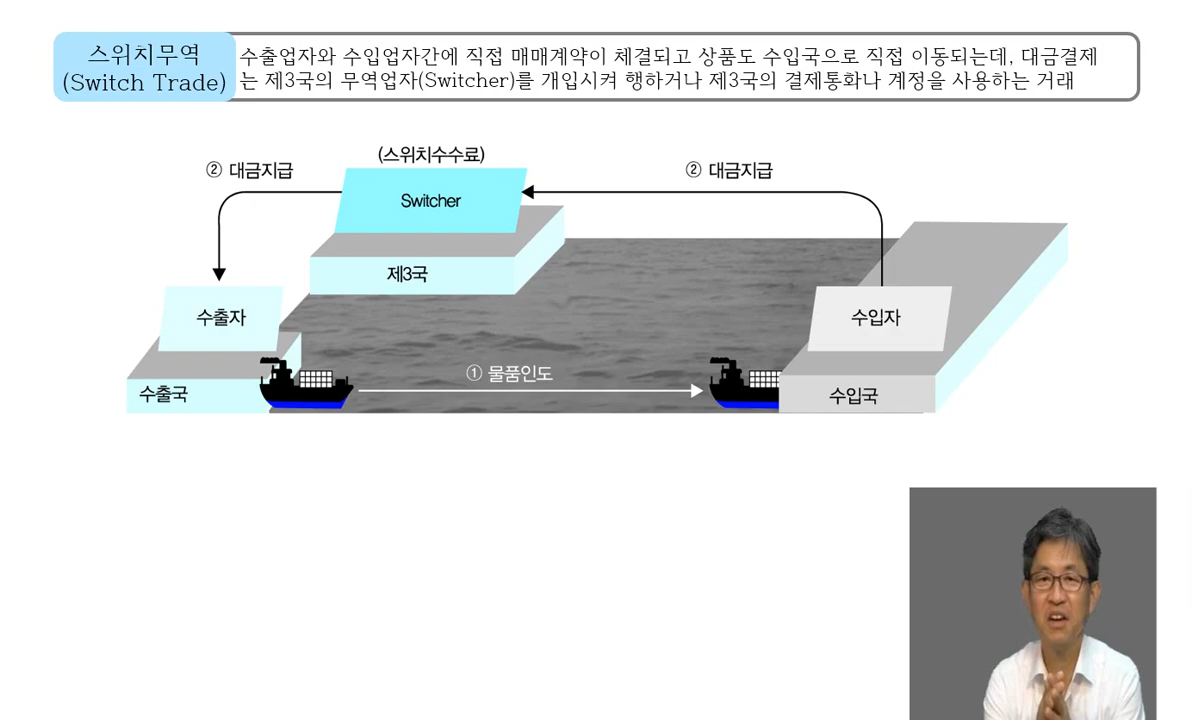 스위치무역
(Switch Trade)
수출업자와 수입업자간에 직접 매매계약이 체결되고 상품도 수입국으로 직접 이동되는데, 대금결제
는 제3국의 무역업자(Switcher)를 개입시켜 행하거나 제3국의 결제통화나 계정을 사용하는 거래
(스위치수수료)
② 대금지급
② 대금지급
Switcher
제3국
수출자
수입자
① 물품인도
수출국
수입국